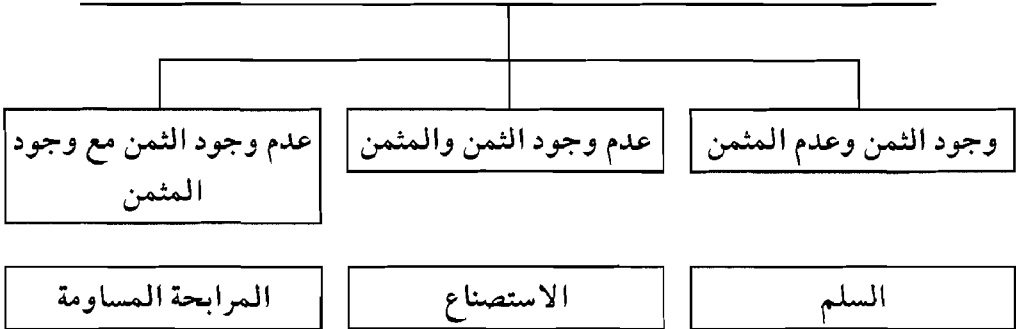 وجود الثمن وعدم المثمن
عدم وجود الثمن والمثمن
عدم وجود الثمن مع وجود
المثمن
السلم
الاستصناع
المرابحة المساومة